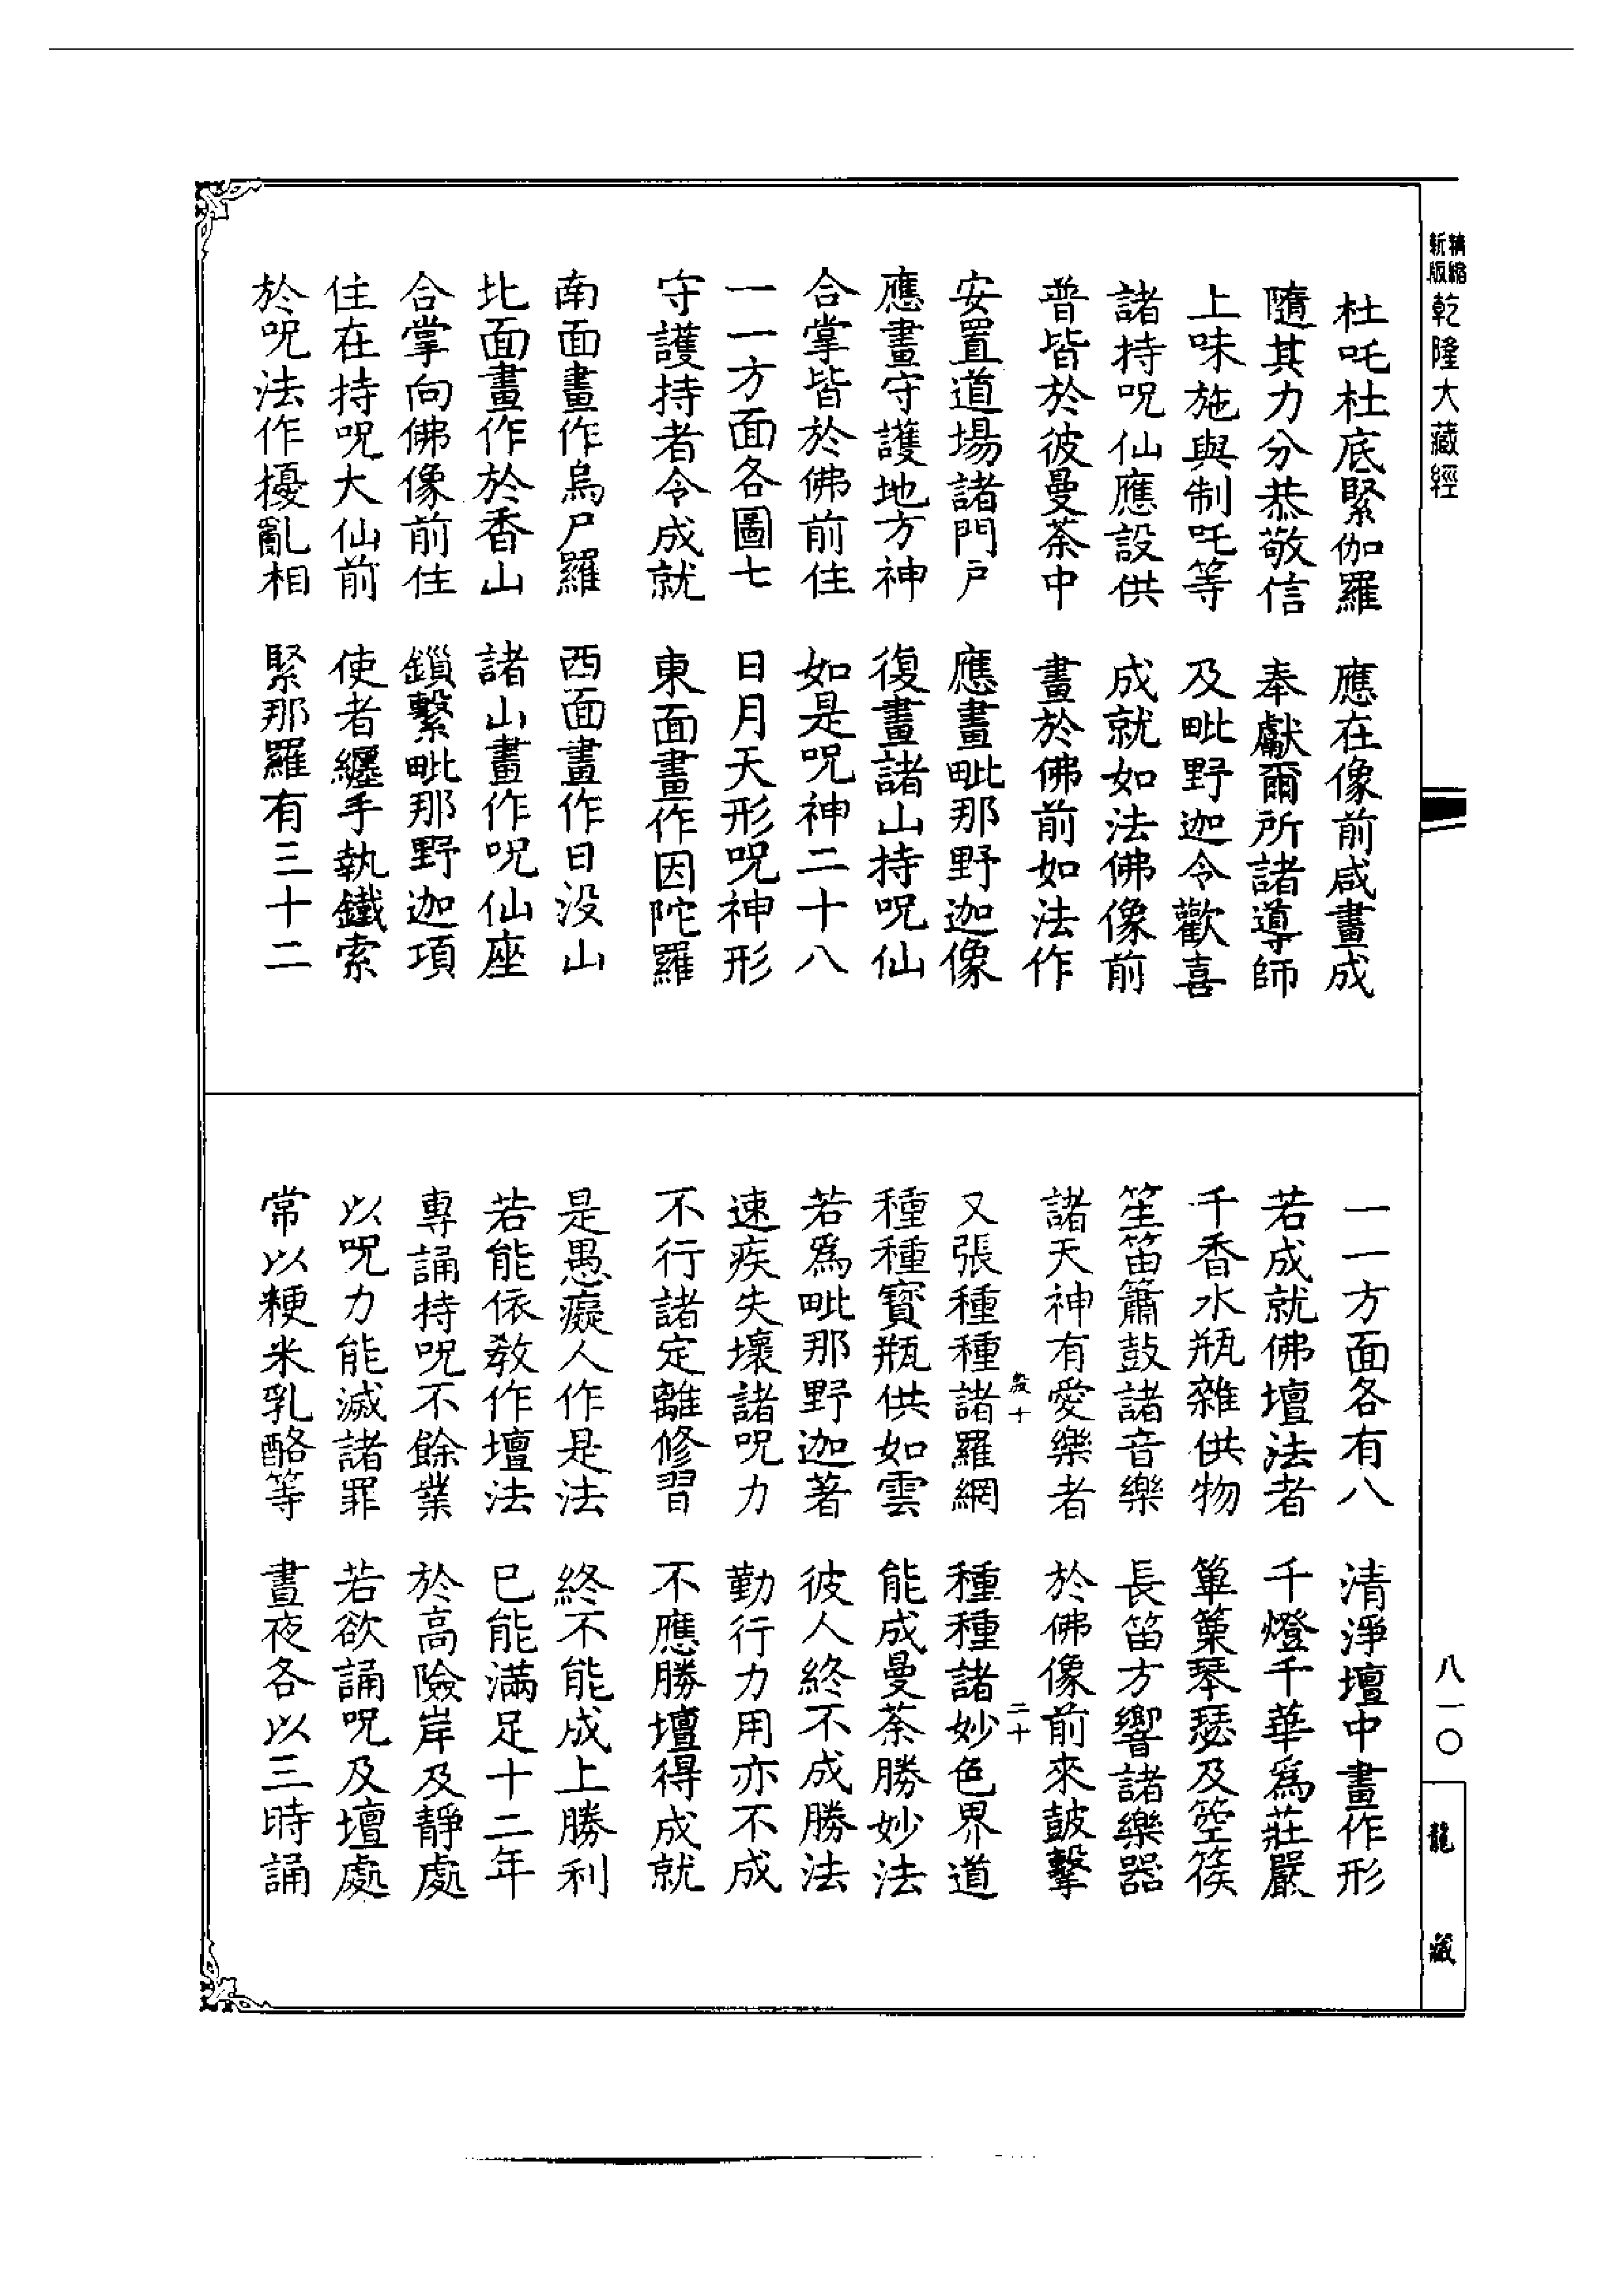 精縮
新版
乾隆大藏經
杜吒杜底緊伽羅　應在像前咸畫成
隨其力分恭敬信　奉獻爾所諸導師
上味施與制吒等　及毗野迦令歡喜
諸持呪仙應設供　成就如法佛像前
普皆於彼曼荼中　畫於佛前如法作
安置道場諸門戶　應畫毗那野迦像
應畫守護地方神　復畫諸山持呪仙
合掌皆於佛前住　如是呪神二十八
一一方面各圖七　日月天形呪神形
守護持者令成就　東面畫作因陀羅
南面畫作烏尸羅　西面畫作日没山
北面畫作於香山　諸山畫作呪仙座
合掌向佛像前住　鎖繫毗那野迦項
住在持呪大仙前　使者纏手執鐵索
於呪法作擾亂相　緊那羅有三十二
一一方面各有八　清淨壇中畫作形
若成就佛壇法者　千燈千華爲莊嚴
千香水瓶雜供物　篳篥琴瑟及箜篌
笙笛簫鼓諸音樂　長笛方響諸樂器
諸天神有愛樂者　於佛像前來鼓擊
又張種種諸羅網　種種諸妙色界道
種種寶瓶供如雲　能成曼荼勝妙法
若爲毗那野迦著　彼人終不成勝法
速疾失壞諸呪力　勤行力用亦不成
不行諸定離修習　不應勝壇得成就
是愚癡人作是法　終不能成上勝利
若能依教作壇法　已能滿足十二年
專誦持呪不餘業　於高險岸及靜處
以呪力能滅諸罪　若欲誦呪及壇處
常以粳米乳酪等　晝夜各以三時誦
八一〇
龍藏
二十